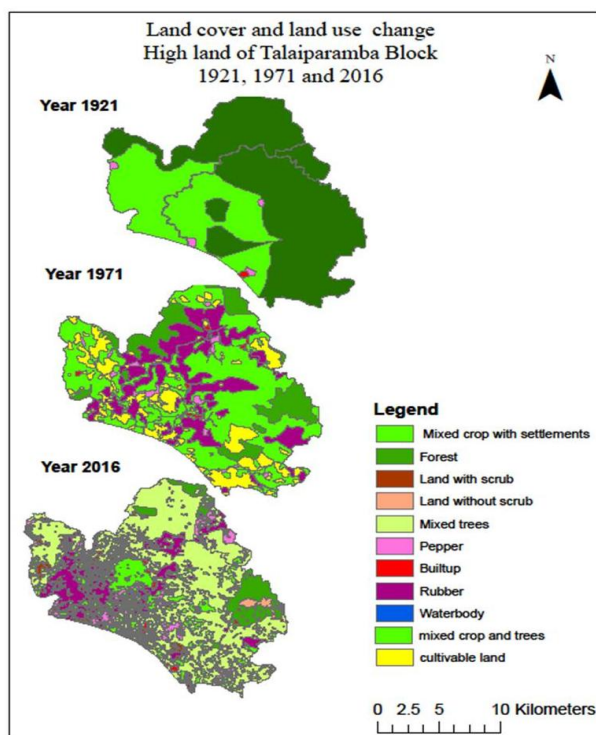 Land cover and land use change
High land of Talaiparamba Block
1921, 1971 and 2016
N
Year 1921
Year 1971
Year 2016
Legend
Mixed crop with settlements
Forest
Land with scrub
Land without scrub
Mixed trees
Pepper
Builtup
Rubber
Waterbody
mixed crop and trees
cultivable land
0 2.5 5 10 Kilometers